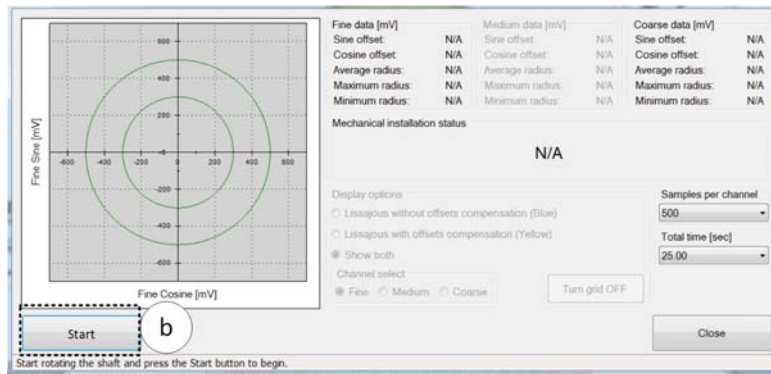 600
400
200
0
-200
-400
-600
-600 -400 -200 0 200 400 600
Fine Sine [mV]
Fine Cosine [mV]
Fine data [mV]
Sine offset: N/A
Cosine offset: N/A
Average radius: N/A
Maximum radius: N/A
Minimum radius: N/A
Medium data [mV]
Sine offset: N/A
Cosine offset: N/A
Average radius: N/A
Maximum radius: N/A
Minimum radius: N/A
Coarse data [mV]
Sine offset: N/A
Cosine offset: N/A
Average radius: N/A
Maximum radius: N/A
Minimum radius: N/A
Mechanical installation status
N/A
Display options
Lissajous without offsets compensation (Blue)
Lissajous with offsets compensation (Yellow)
Show both
Channel select
Fine Medium Coarse
Turn grid OFF
Samples per channel
500
Total time [sec]
25.00
Start
b
Close
Start rotating the shaft and press the Start button to begin.